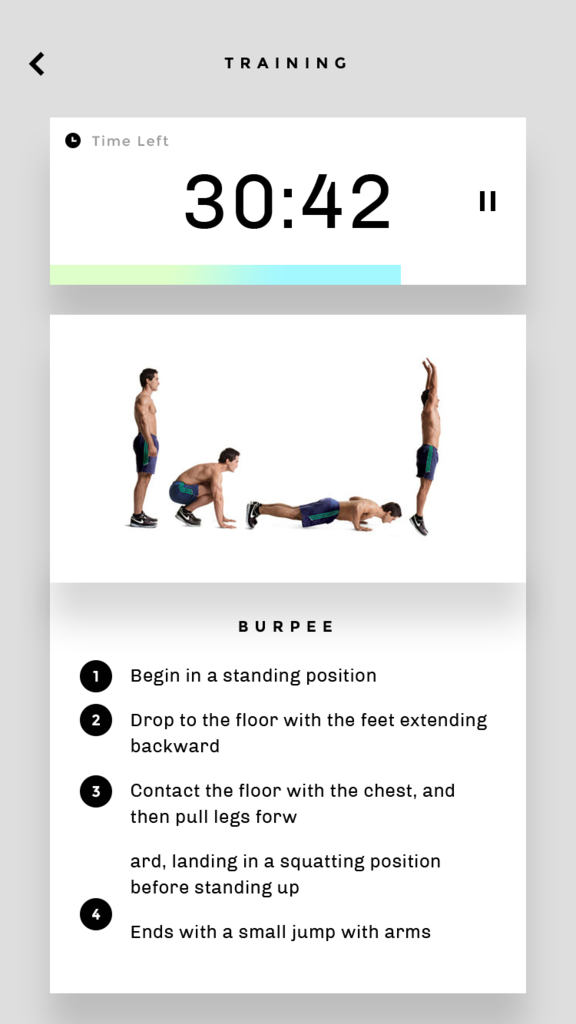 TRAINING
Time Left
30:42
BURPEE
1 Begin in a standing position
2 Drop to the floor with the feet extending
backward
3 Contact the floor with the chest, and
then pull legs forw
ard, landing in a squatting position
before standing up
4
Ends with a small jump with arms